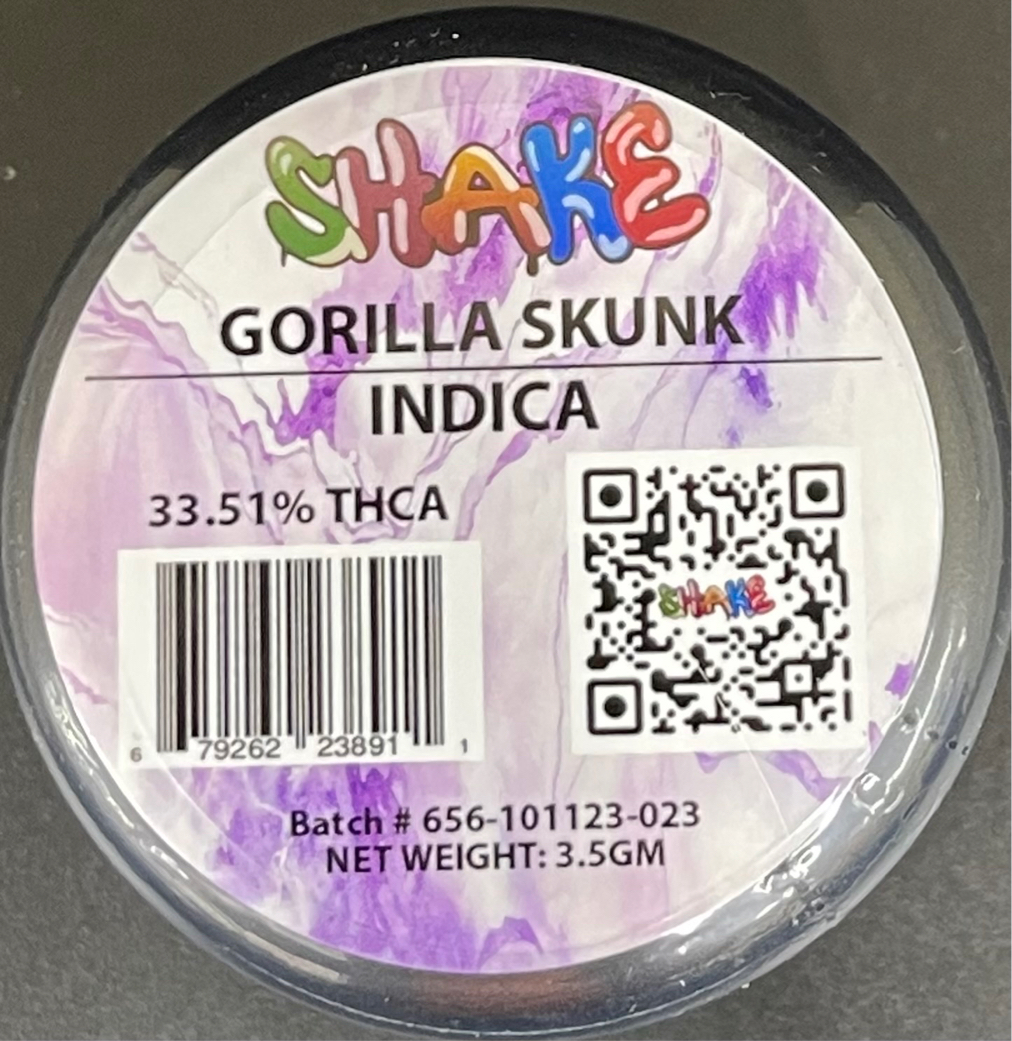 SHAKE
GORILLA SKUNK
INDICA
33.51% THCA
SHAKE
6 79262 23891 1
Batch # 656-101123-023
NET WEIGHT: 3.5GM